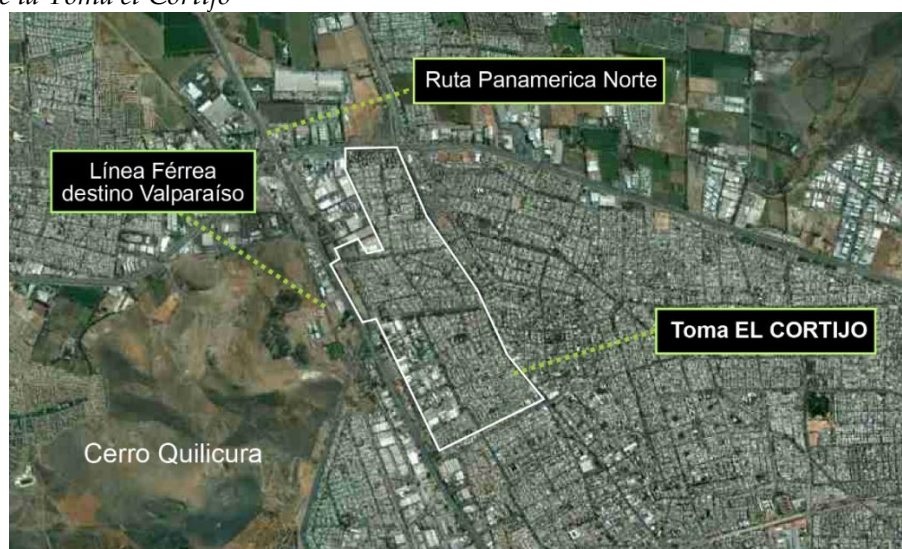 e la Toma el Cortijo
Ruta Panamerica Norte
Línea Férrea
destino Valparaíso
Toma EL CORTIJO
Cerro Quilicura